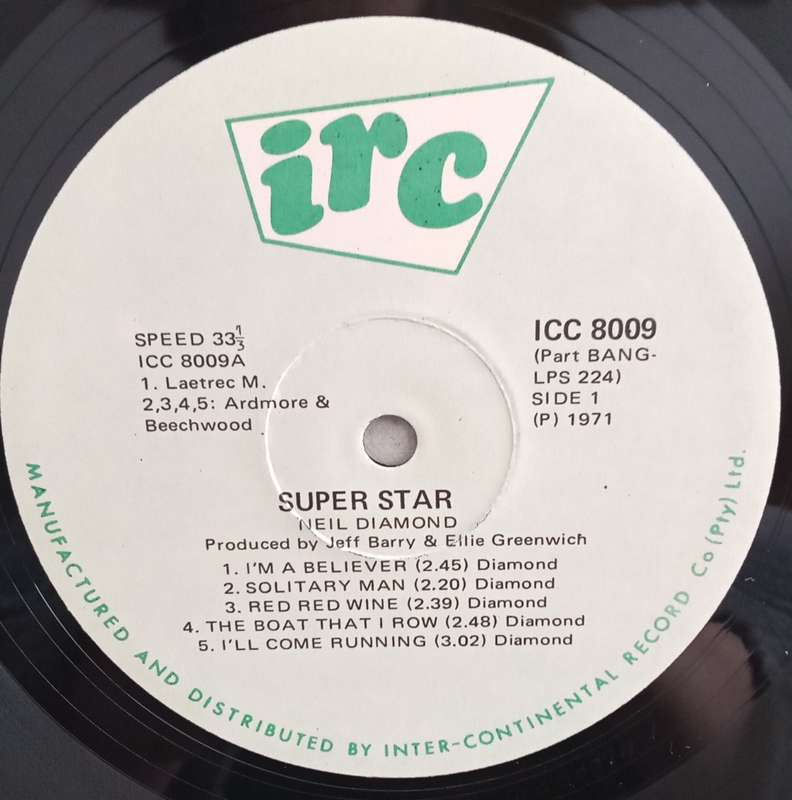 irc
SPEED 33⅓
ICC 8009A
1. Laetrec M.
2,3,4,5: Ardmore &
Beechwood
ICC 8009
(Part BANG-
LPS 224)
SIDE 1
(P) 1971
SUPER STAR
NEIL DIAMOND
Produced by Jeff Barry & Ellie Greenwich
1. I'M A BELIEVER (2.45) Diamond
2. SOLITARY MAN (2.20) Diamond
3. RED RED WINE (2.39) Diamond
4. THE BOAT THAT I ROW (2.48) Diamond
5. I'LL COME RUNNING (3.02) Diamond
MANUFACTURED AND DISTRIBUTED BY INTER-CONTINENTAL RECORD Co (Pty) Ltd.